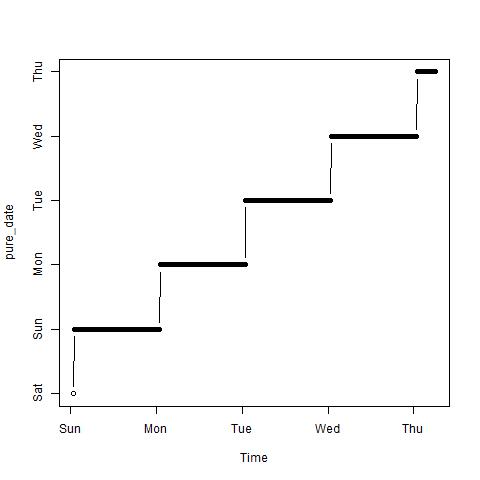 Thu
Wed
Tue
Mon
Sun
Sat
pure_date
Sun Mon Tue Wed Thu
Time